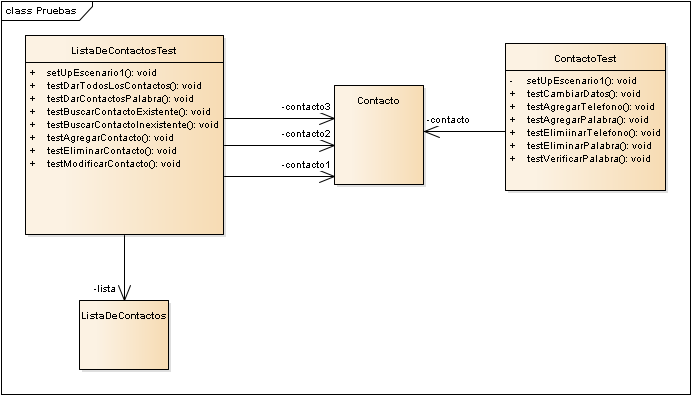 class Pruebas
ListaDeContactosTest
+ setUpEscenario1(): void
+ testDarTodosLosContactos(): void
+ testDarContactosPalabra(): void
+ testBuscarContactoExistente(): void
+ testBuscarContactoInexistente(): void
+ testAgregarContacto(): void
+ testEliminarContacto(): void
+ testModificarContacto(): void
-contacto3
-contacto2
-contacto1
Contacto
-contacto
ContactoTest
- setUpEscenario1(): void
+ testCambiarDatos(): void
+ testAgregarTelefono(): void
+ testAgregarPalabra(): void
+ testElimiinarTelefono(): void
+ testEliminarPalabra(): void
+ testVerificarPalabra(): void
-lista
ListaDeContactos